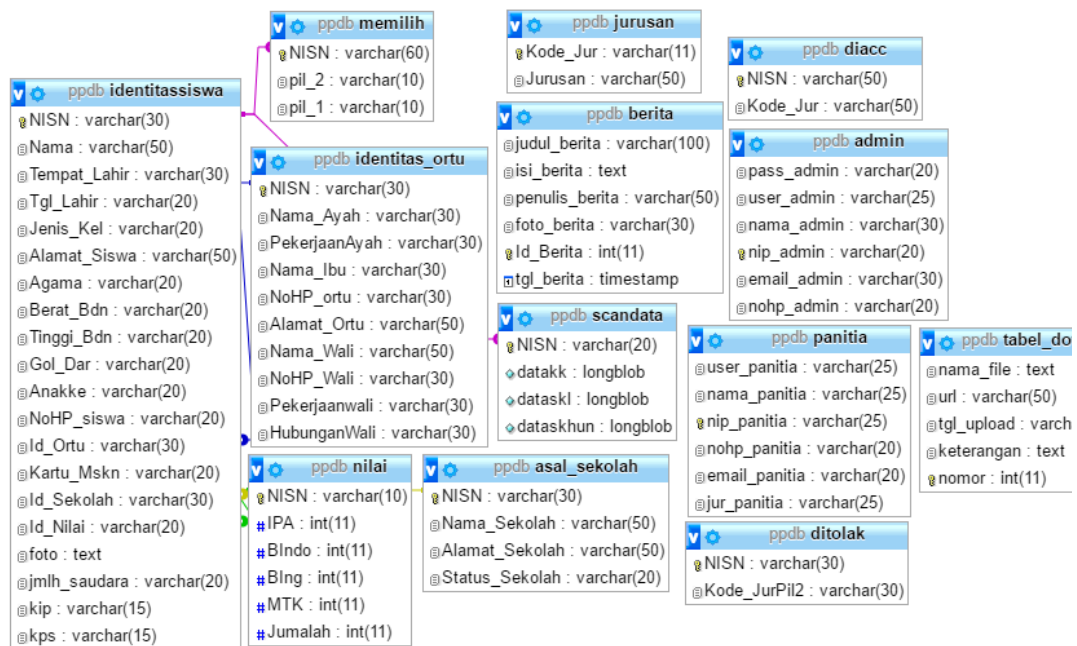 ppdb identitassiswa
NISN : varchar(30)
Nama : varchar(50)
Tempat_Lahir : varchar(30)
Tgl_Lahir : varchar(20)
Jenis_Kel : varchar(20)
Alamat_Siswa : varchar(50)
Agama : varchar(20)
Berat_Bdn : varchar(20)
Tinggi_Bdn : varchar(20)
Gol_Dar : varchar(20)
Anakke : varchar(20)
NoHP_siswa : varchar(20)
Id_Ortu : varchar(30)
Kartu_Mskn : varchar(20)
Id_Sekolah : varchar(30)
Id_Nilai : varchar(20)
foto : text
jmlh_saudara : varchar(20)
kip : varchar(15)
kps : varchar(15)
ppdb memilih
NISN : varchar(60)
pil_2 : varchar(10)
pil_1 : varchar(10)
ppdb identitas_ortu
NISN : varchar(30)
Nama_Ayah : varchar(30)
PekerjaanAyah : varchar(30)
Nama_Ibu : varchar(30)
NoHP_ortu : varchar(30)
Alamat_Ortu : varchar(50)
Nama_Wali : varchar(50)
NoHP_Wali : varchar(30)
Pekerjaanwali : varchar(30)
HubunganWali : varchar(30)
ppdb nilai
NISN : varchar(10)
# IPA : int(11)
# BIndo : int(11)
# BIng : int(11)
# MTK : int(11)
# Jumalah : int(11)
ppdb asal_sekolah
NISN : varchar(30)
Nama_Sekolah : varchar(50)
Alamat_Sekolah : varchar(50)
Status_Sekolah : varchar(20)
ppdb jurusan
Kode_Jur : varchar(11)
Jurusan : varchar(50)
ppdb berita
judul_berita : varchar(100)
isi_berita : text
penulis_berita : varchar(50)
foto_berita : varchar(30)
Id_Berita : int(11)
tgl_berita : timestamp
ppdb scandata
NISN : varchar(20)
datakk : longblob
dataskl : longblob
dataskhun : longblob
ppdb diacc
NISN : varchar(50)
Kode_Jur : varchar(50)
ppdb admin
pass_admin : varchar(20)
user_admin : varchar(25)
nama_admin : varchar(30)
nip_admin : varchar(20)
email_admin : varchar(30)
nohp_admin : varchar(20)
ppdb panitia
user_panitia : varchar(25)
nama_panitia : varchar(25)
nip_panitia : varchar(25)
nohp_panitia : varchar(20)
email_panitia : varchar(20)
jur_panitia : varchar(25)
ppdb ditolak
NISN : varchar(30)
Kode_JurPil2 : varchar(30)
ppdb tabel_do
nama_file : text
url : varchar(50)
tgl_upload : varch
keterangan : text
nomor : int(11)